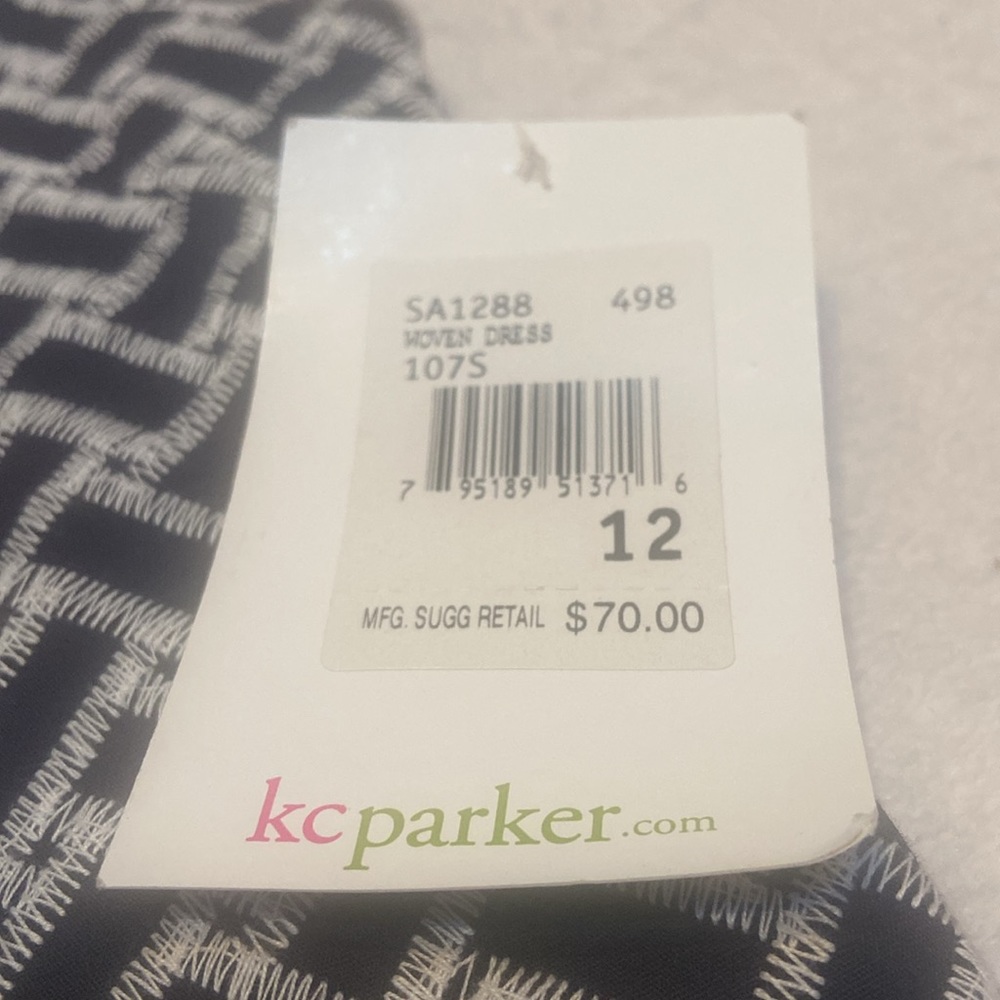 SA1288 498
WOVEN DRESS
107S
7 95189 51371 6
12
MFG. SUGG RETAIL $70.00
kcparker.com